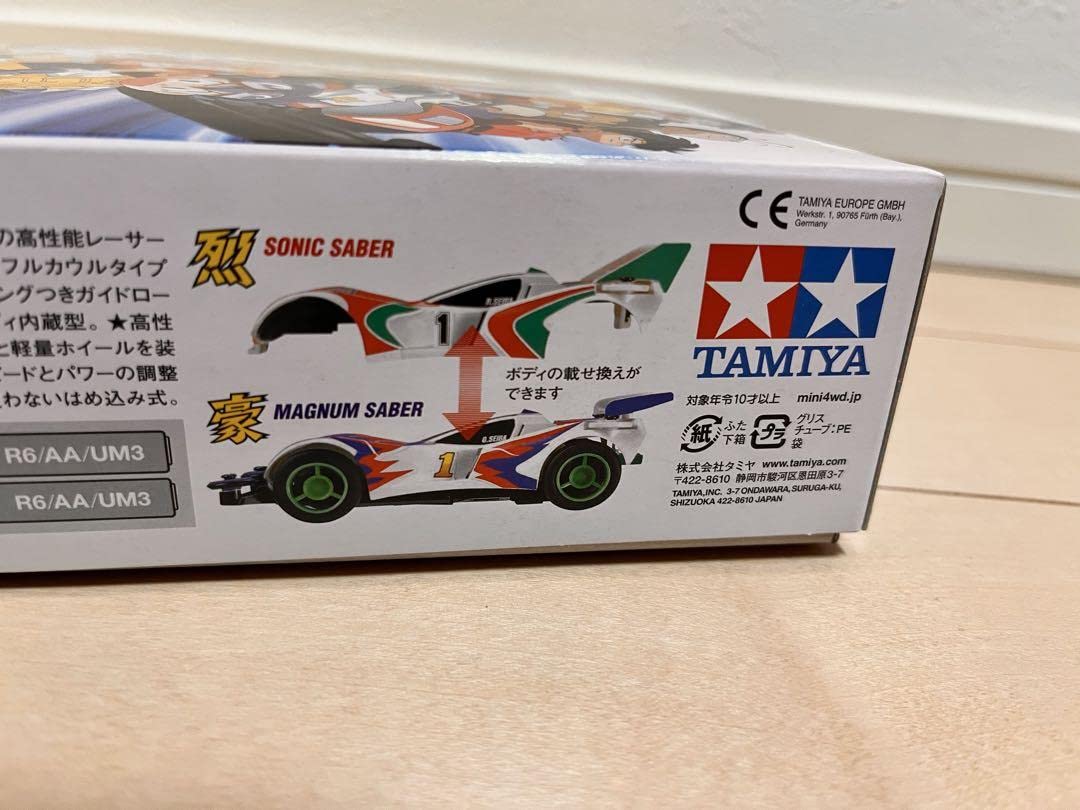 の高性能レーサー
フルカウルタイプ
ングつきガイドロー
ィ内蔵型。★高性
と軽量ホイールを装
ードとパワーの調整
わないはめ込み式。
R6/AA/UM3
R6/AA/UM3
烈 SONIC SABER
R.SEIBA
1
ボディの載せ換えが
できます
豪 MAGNUM SABER
G.SEIBA
1
CE
TAMIYA EUROPE GMBH
Werkstr. 1, 90765 Fürth (Bay.),
Germany
TAMIYA
対象年令10才以上 mini4wd.jp
紙 ふた
下箱
プラ グリス
チューブ:PE
袋
株式会社タミヤ www.tamiya.com
〒422-8610 静岡市駿河区恩田原3-7
TAMIYA,INC. 3-7 ONDAWARA, SURUGA-KU,
SHIZUOKA 422-8610 JAPAN